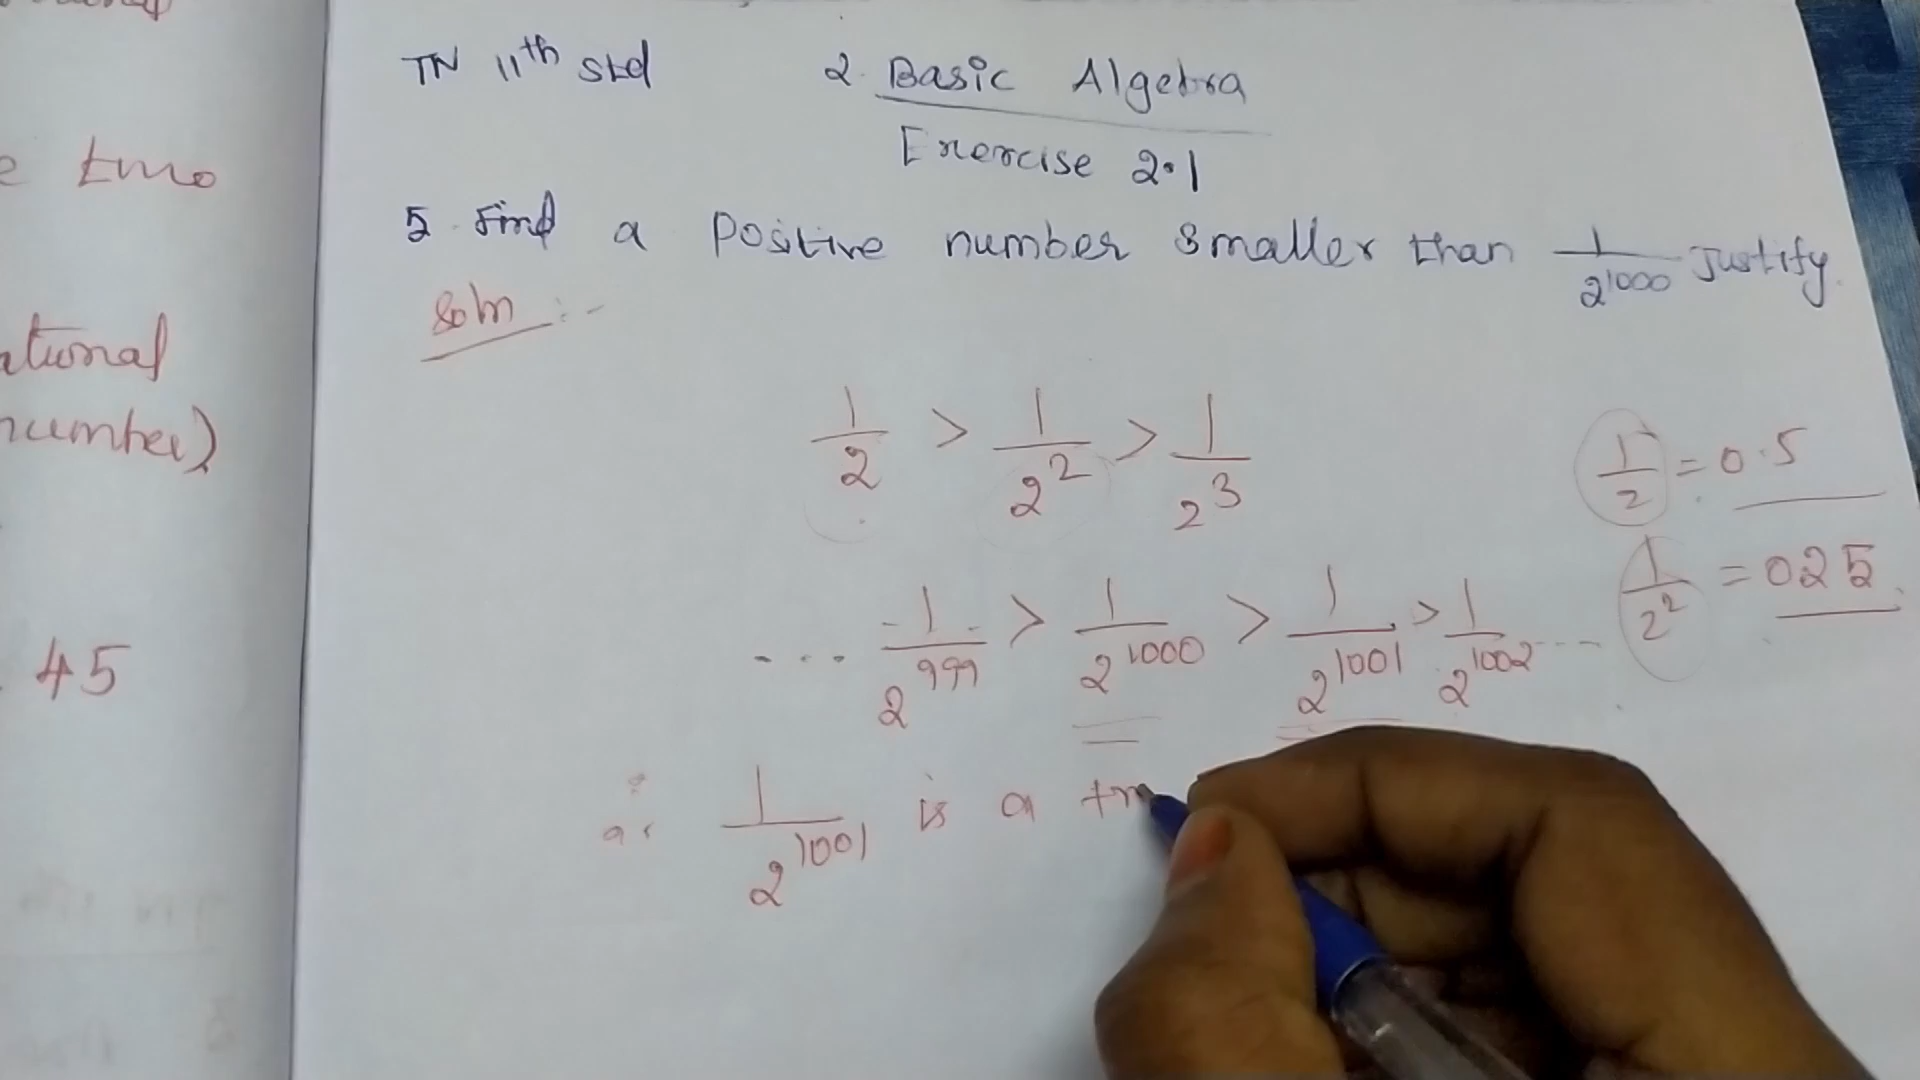 TN 11th Std 2. Basic Algebra
Exercise 2.1
5. Find a Positive number smaller than 1/2^1000 Justify.
Soln :-
1/2 > 1/2^2 > 1/2^3
1/2 = 0.5
... 1/2^999 > 1/2^1000 > 1/2^1001 > 1/2^1002 ...
1/2^2 = 025
∴ 1/2^1001 is a +
number)
45